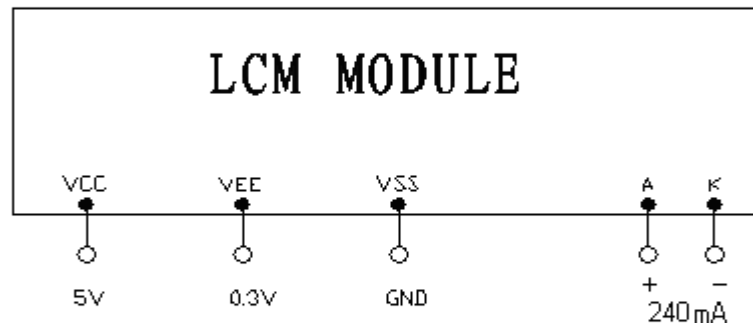 LCM MODULE
VCC VEE VSS A K
5V 0.3V GND + −
240mA